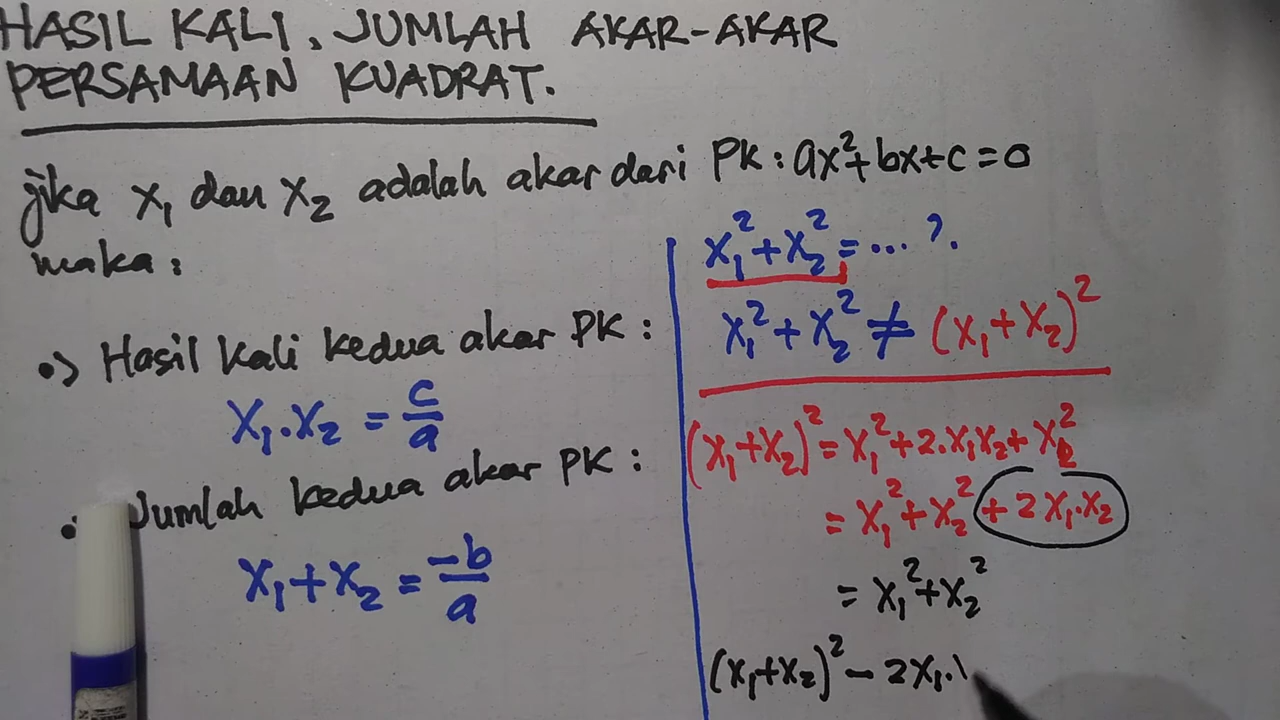 HASIL KALI, JUMLAH AKAR-AKAR
PERSAMAAN KUADRAT.
jika x₁ dan x₂ adalah akar dari PK: ax²+bx+c=0
maka:
•> Hasil kali kedua akar PK:
x₁.x₂ = c/a
• Jumlah kedua akar PK:
x₁+x₂ = -b/a
x₁²+x₂² = ... ?.
x₁²+x₂² ≠ (x₁+x₂)²
(x₁+x₂)² = x₁²+2.x₁x₂+x₂²
= x₁²+x₂²+2x₁.x₂
= x₁²+x₂²
(x₁+x₂)² - 2x₁.